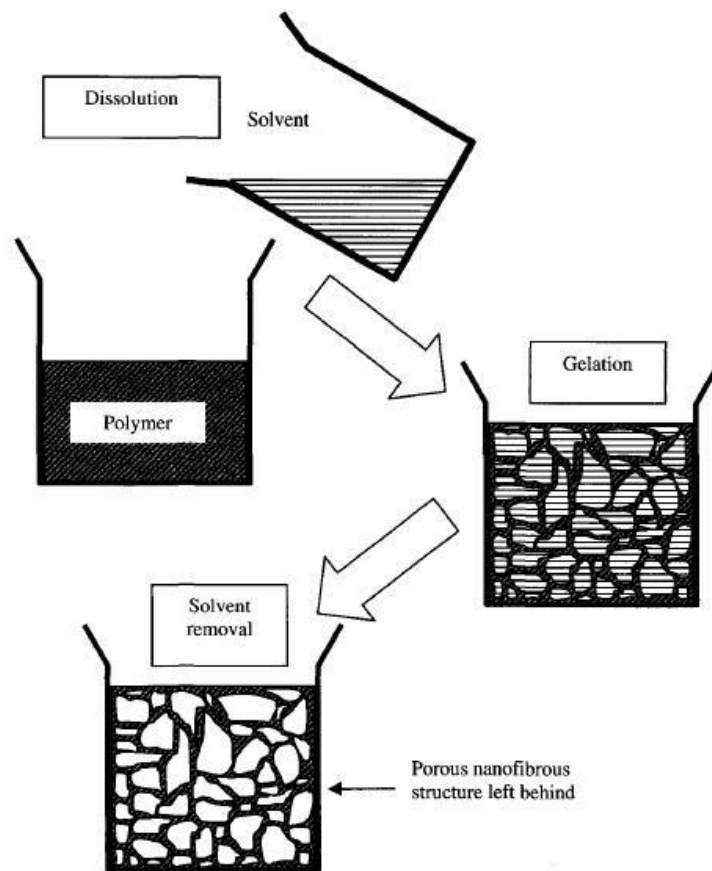 Dissolution
Solvent
Polymer
Gelation
Solvent
removal
Porous nanofibrous
structure left behind